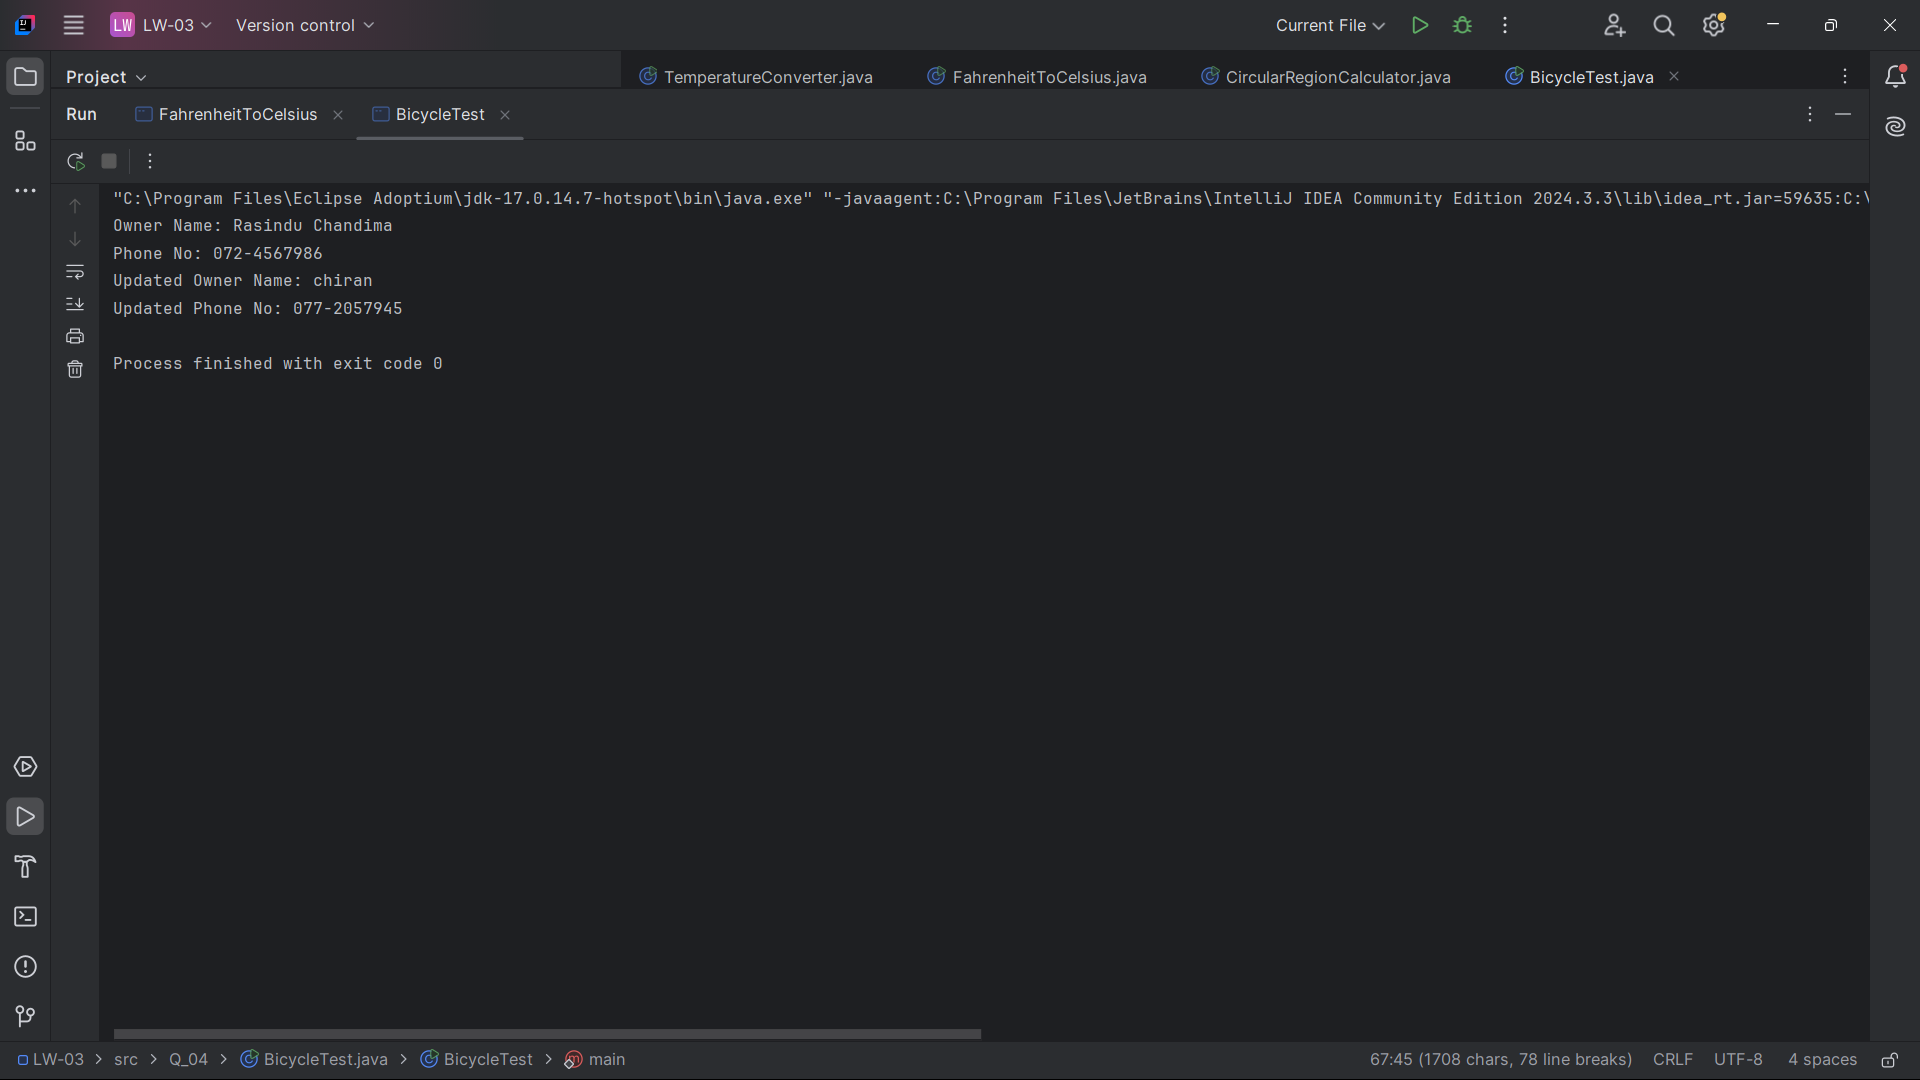 LW LW-03 Version control Current File
Project TemperatureConverter.java FahrenheitToCelsius.java CircularRegionCalculator.java BicycleTest.java
Run FahrenheitToCelsius BicycleTest
"C:\Program Files\Eclipse Adoptium\jdk-17.0.14.7-hotspot\bin\java.exe" "-javaagent:C:\Program Files\JetBrains\IntelliJ IDEA Community Edition 2024.3.3\lib\idea_rt.jar=59635:C:\
Owner Name: Rasindu Chandima
Phone No: 072-4567986
Updated Owner Name: chiran
Updated Phone No: 077-2057945
Process finished with exit code 0
LW-03 > src > Q_04 > BicycleTest.java > BicycleTest > main 67:45 (1708 chars, 78 line breaks) CRLF UTF-8 4 spaces